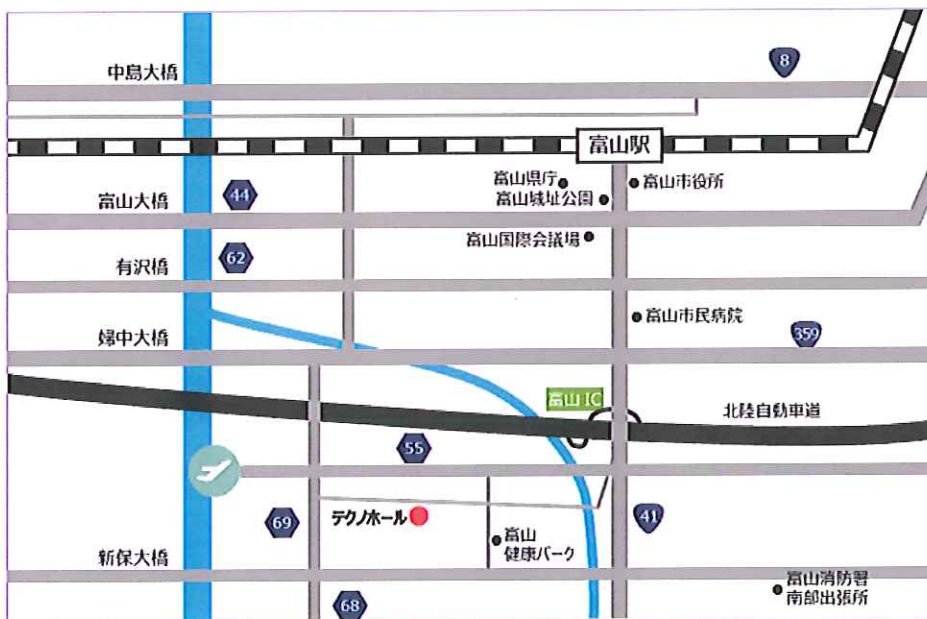 8
中島大橋
富山駅
富山県庁
富山市役所
44
富山城址公園
富山大橋
富山国際会議場
62
有沢橋
富山市民病院
婦中大橋
359
富山 IC
北陸自動車道
55
テクノホール
69
41
富山
健康パーク
新保大橋
富山消防署
南部出張所
68